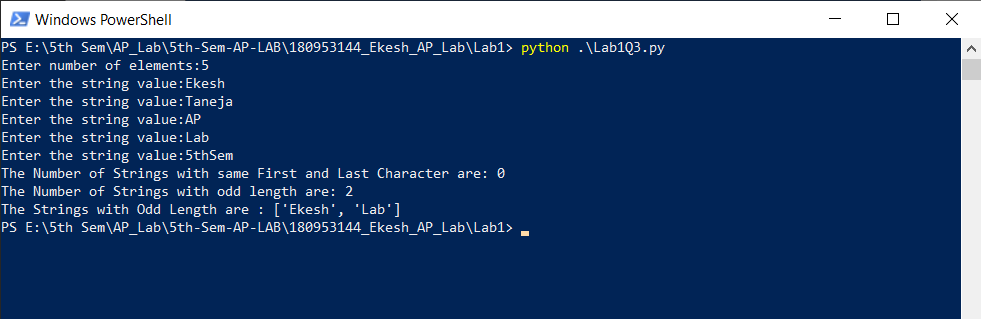 Windows PowerShell
PS E:\5th Sem\AP_Lab\5th-Sem-AP-LAB\180953144_Ekesh_AP_Lab\Lab1> python .\Lab1Q3.py
Enter number of elements:5
Enter the string value:Ekesh
Enter the string value:Taneja
Enter the string value:AP
Enter the string value:Lab
Enter the string value:5thSem
The Number of Strings with same First and Last Character are: 0
The Number of Strings with odd length are: 2
The Strings with Odd Length are : ['Ekesh', 'Lab']
PS E:\5th Sem\AP_Lab\5th-Sem-AP-LAB\180953144_Ekesh_AP_Lab\Lab1>